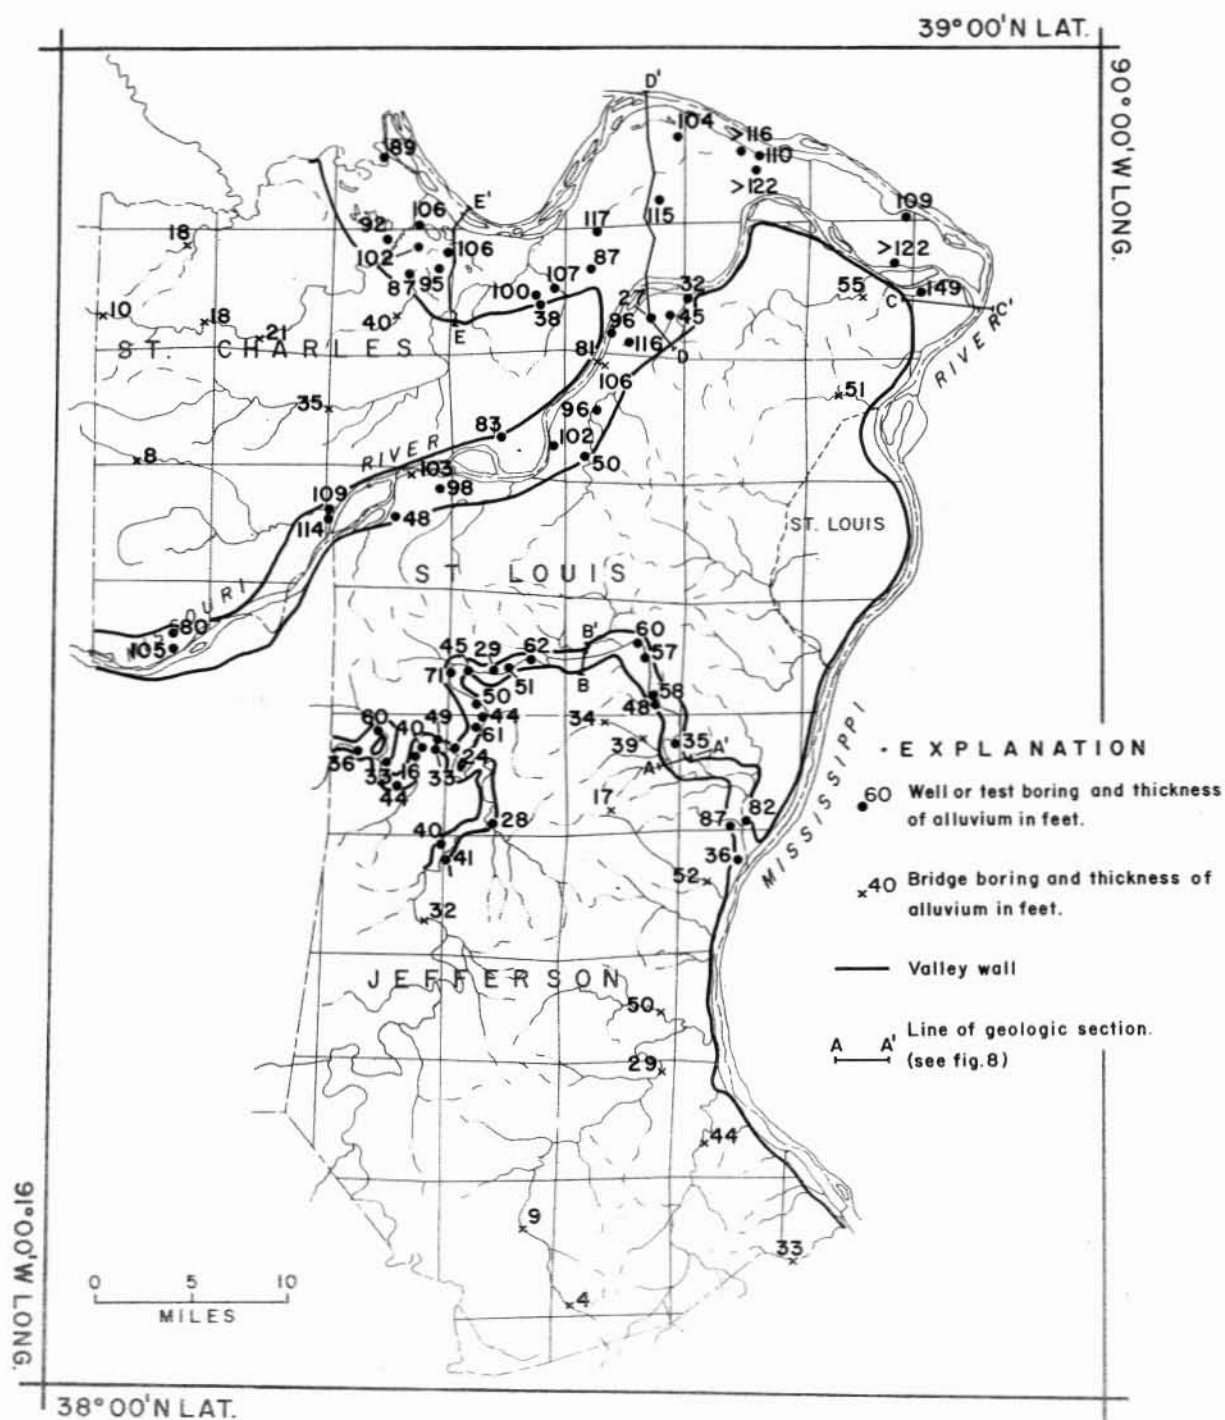 39°00'N LAT.
90°00'W LONG.
D'
104
>116
110
>122
89
E'
106
92
102
106
87
95
117
115
109
18
87
>122
107
100
38
27
32
45
55
149
C
C'
10
18
21
40
E
96
116
D
81
106
ST. CHARLES
RIVER
35
51
96
83
102
50
8
RIVER
103
98
109
114
48
ST. LOUIS
ST LOUIS
MISSOURI
80
105
45
29
62
B'
60
71
51
B
57
50
58
48
44
34
60
40
49
61
39
35
A'
36
33
16
33
24
A
44
MISSISSIPPI
17
28
87
82
40
41
36
52
32
JEFFERSON
50
29
44
9
33
4
EXPLANATION
60 Well or test boring and thickness
of alluvium in feet.
40 Bridge boring and thickness of
alluvium in feet.
Valley wall
A A' Line of geologic section.
(see fig.8)
0 10
MILES
91°00'W LONG.
38°00'N LAT.